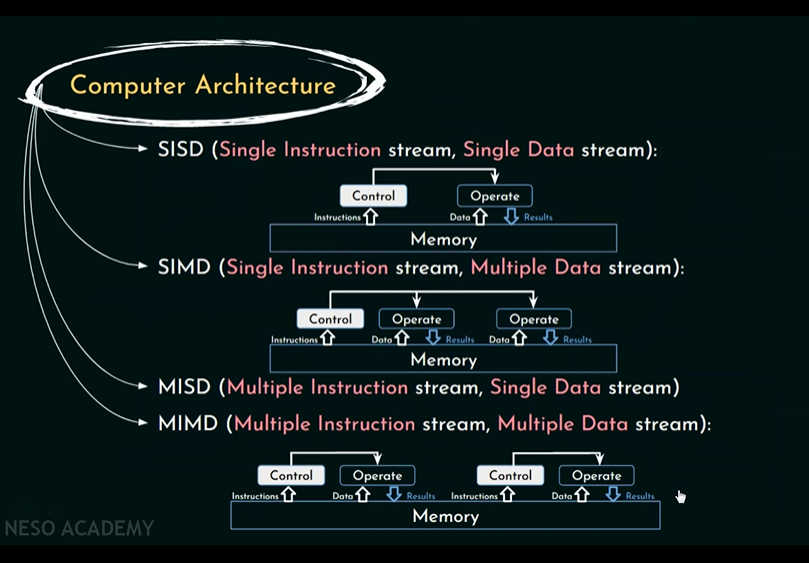 Computer Architecture
SISD (Single Instruction stream, Single Data stream):
Control Operate
Instructions Data Results
Memory
SIMD (Single Instruction stream, Multiple Data stream):
Control Operate Operate
Instructions Data Results Data Results
Memory
MISD (Multiple Instruction stream, Single Data stream)
MIMD (Multiple Instruction stream, Multiple Data stream):
Control Operate Control Operate
Instructions Data Results Instructions Data Results
Memory
NESO ACADEMY